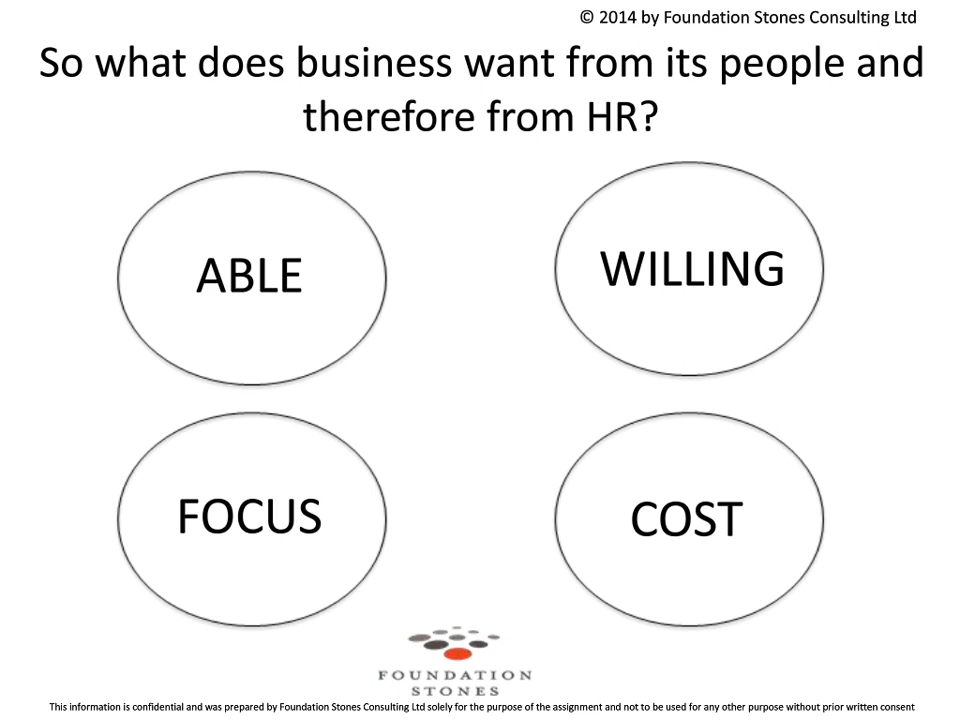 © 2014 by Foundation Stones Consulting Ltd
So what does business want from its people and
therefore from HR?
ABLE
WILLING
FOCUS
COST
FOUNDATION
STONES
This information is confidential and was prepared by Foundation Stones Consulting Ltd solely for the purpose of the assignment and not to be used for any other purpose without prior written consent